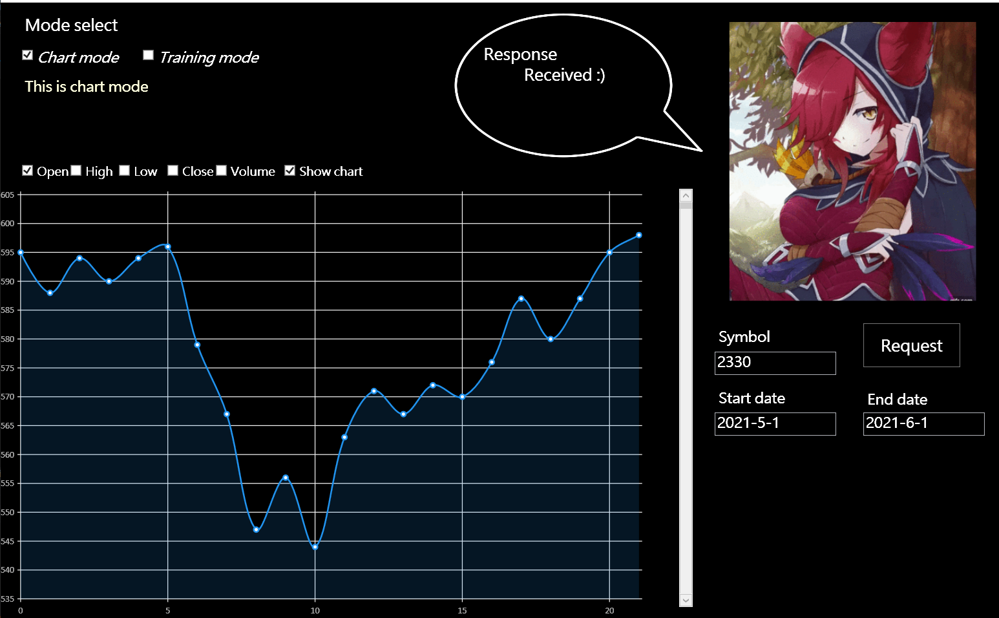 Mode select
Chart mode Training mode
This is chart mode
Response
Received :)
Open High Low Close Volume Show chart
605
600
595
590
585
580
575
570
565
560
555
550
545
540
535
0 5 10 15 20
Symbol
2330
Request
Start date End date
2021-5-1 2021-6-1